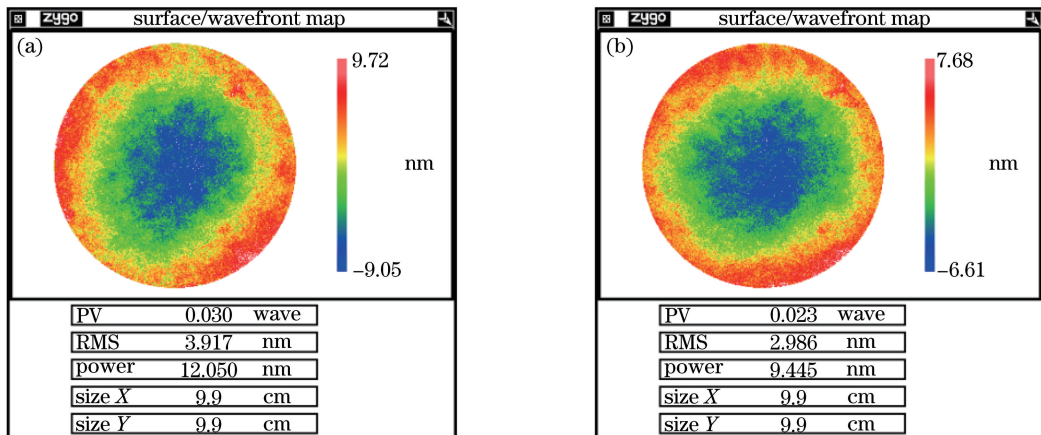 zygo surface/wavefront map
(a)
9.72
nm
−9.05
PV 0.030 wave
RMS 3.917 nm
power 12.050 nm
size X 9.9 cm
size Y 9.9 cm
zygo surface/wavefront map
(b)
7.68
nm
−6.61
PV 0.023 wave
RMS 2.986 nm
power 9.445 nm
size X 9.9 cm
size Y 9.9 cm